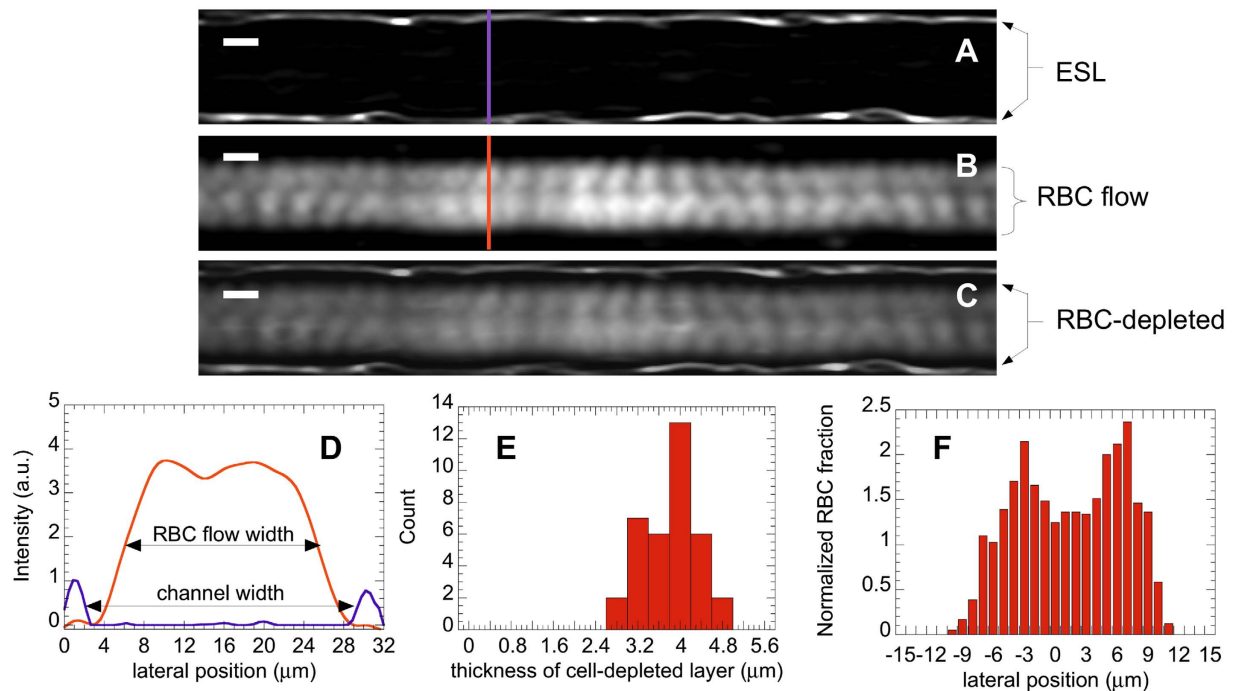 A
ESL
B
RBC flow
C
RBC-depleted
D
Intensity (a.u.)
5
4
3
2
1
0
RBC flow width
channel width
0 4 8 12 16 20 24 28 32
lateral position (μm)
E
Count
14
12
10
8
6
4
2
0
0 0.8 1.6 2.4 3.2 4 4.8 5.6
thickness of cell-depleted layer (μm)
F
Normalized RBC fraction
2.5
2
1.5
1
0.5
0
-15 -12 -9 -6 -3 0 3 6 9 12 15
lateral position (μm)